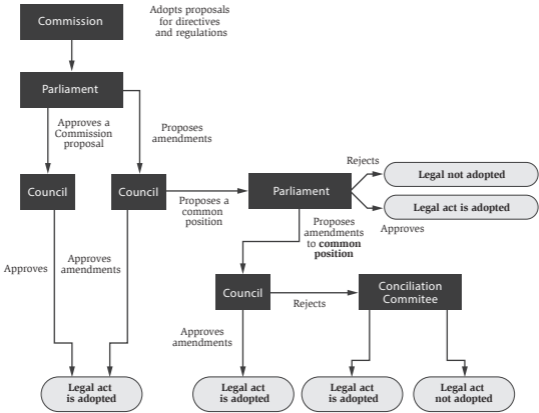 Commission
Adopts proposals
for directives
and regulations
Parliament
Approves a
Commission
proposal
Proposes
amendments
Council
Council
Proposes a
common
position
Parliament
Rejects
Legal not adopted
Legal act is adopted
Approves
Proposes
amendments
to common
position
Approves
Approves
amendments
Council
Rejects
Conciliation
Commitee
Approves
amendments
Legal act
is adopted
Legal act
is adopted
Legal act
is adopted
Legal act
not adopted